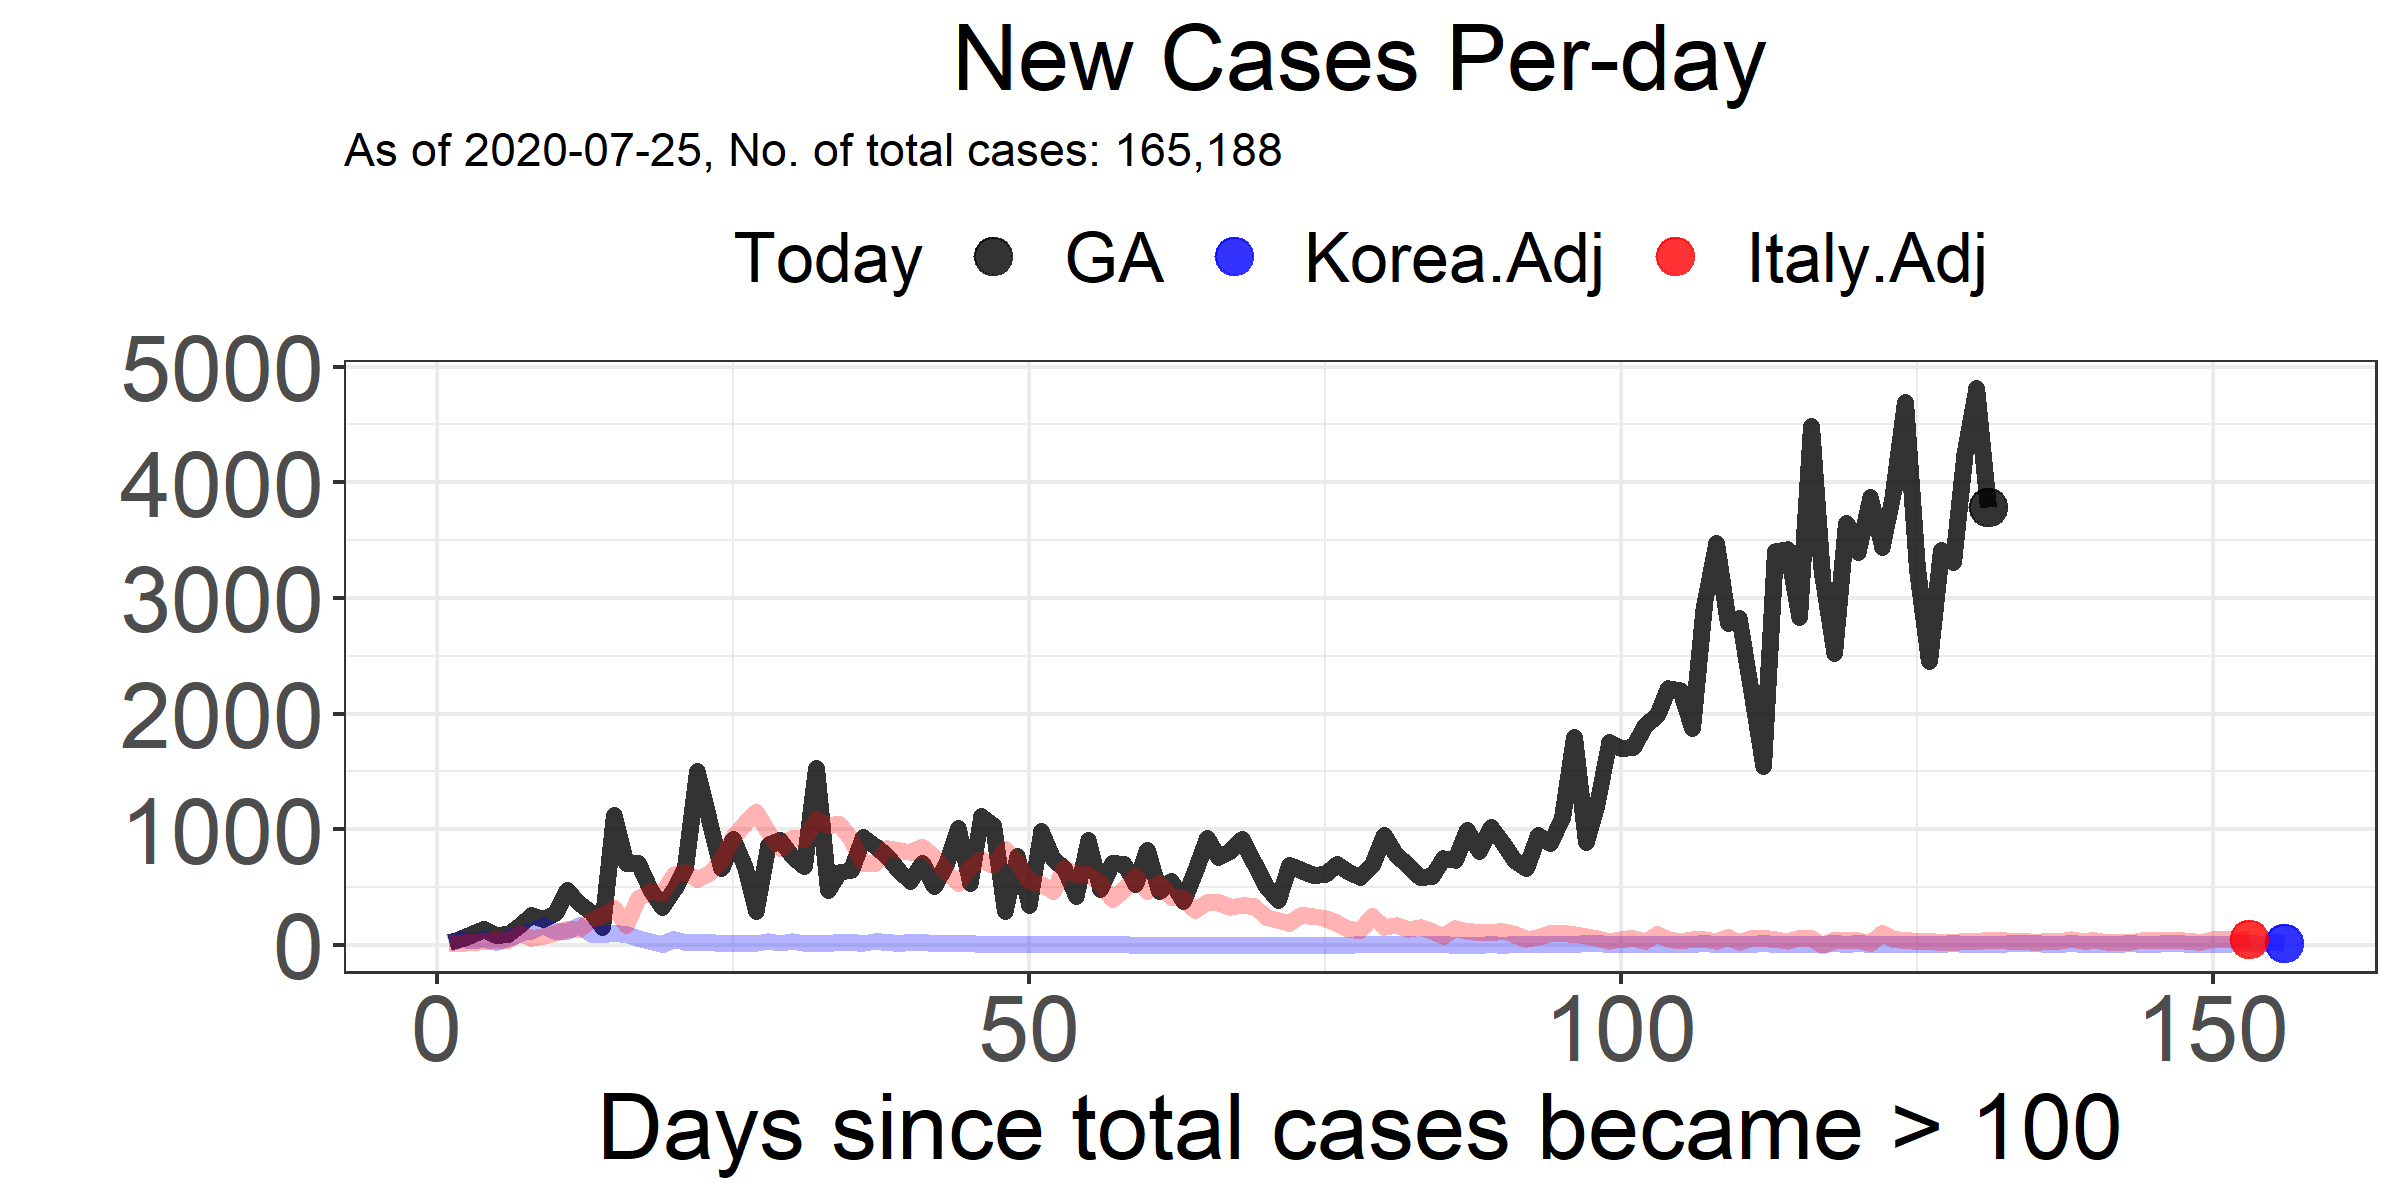 New Cases Per-day
As of 2020-07-25, No. of total cases: 165,188
Today GA Korea.Adj Italy.Adj
5000
4000
3000
2000
1000
0
0 50 100 150
Days since total cases became > 100